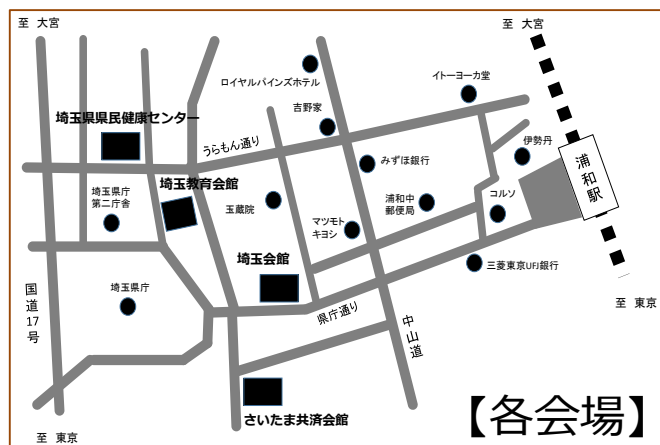 至 大宮
至 大宮
ロイヤルパインズホテル
イトーヨーカ堂
吉野家
埼玉県県民健康センター
うらもん通り
伊勢丹
みずほ銀行
浦和駅
埼玉教育会館
埼玉県庁
第二庁舎
玉蔵院
浦和中
郵便局
コルソ
マツモト
キヨシ
埼玉会館
三菱東京UFJ銀行
国道17号
埼玉県庁
県庁通り
中山道
至 東京
さいたま共済会館
【各会場】
至 東京